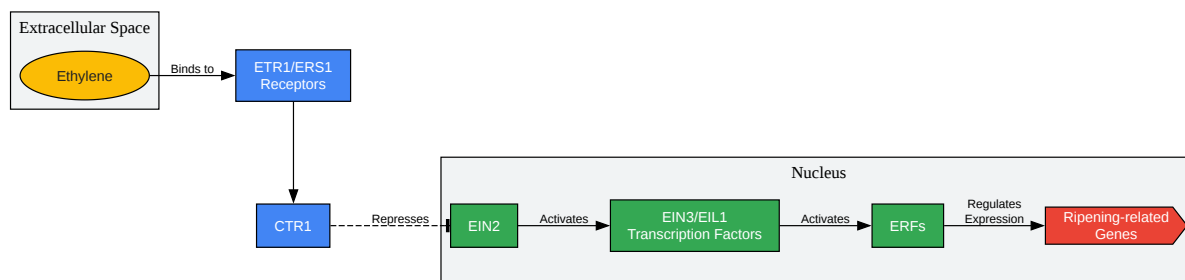 Extracellular Space
Ethylene
Binds to
ETR1/ERS1
Receptors
Nucleus
CTR1
Represses
EIN2
Activates
EIN3/EIL1
Transcription Factors
Activates
ERFs
Regulates
Expression
Ripening-related
Genes